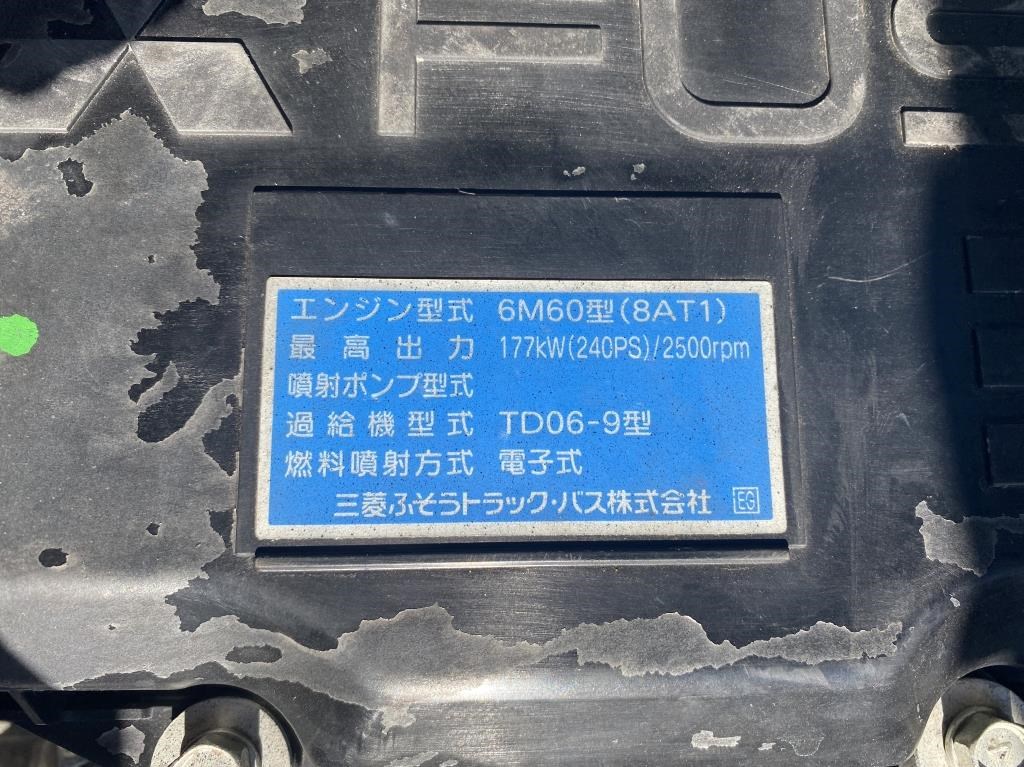 FUS
エンジン型式 6M60型(8AT1)
最高出力 177kW(240PS)/2500rpm
噴射ポンプ型式
過給機型式 TD06-9型
燃料噴射方式 電子式
三菱ふそうトラック・バス株式会社 EG